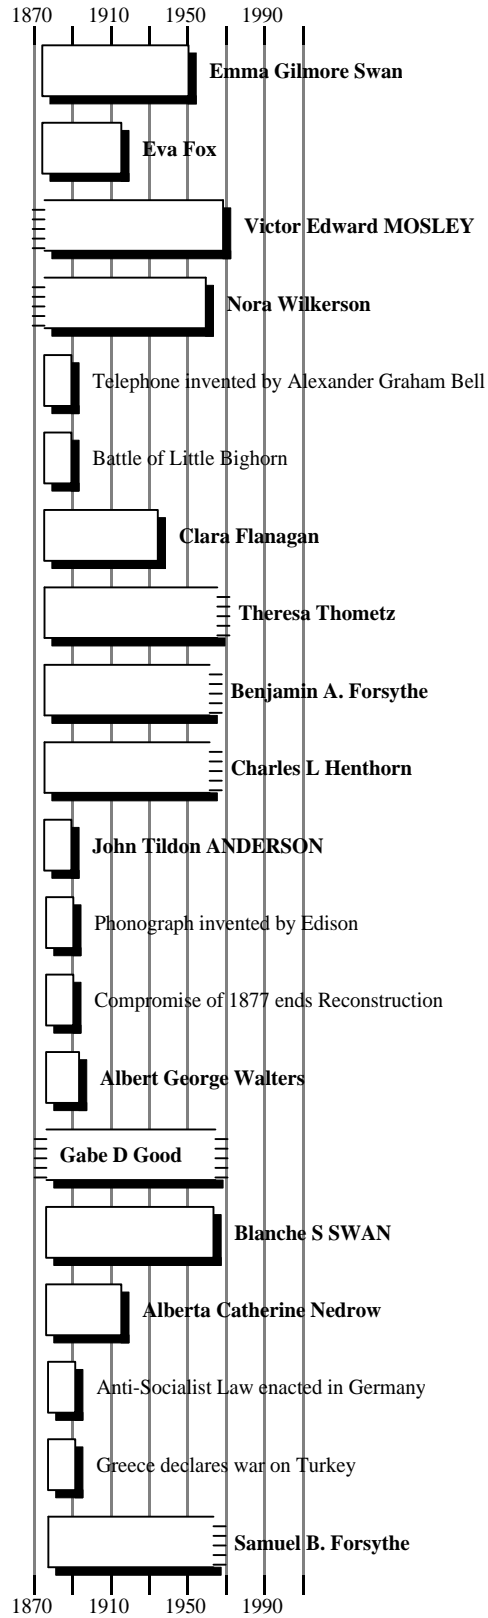 1870 1910 1950 1990
Emma Gilmore Swan
Eva Fox
Victor Edward MOSLEY
Nora Wilkerson
Telephone invented by Alexander Graham Bell
Battle of Little Bighorn
Clara Flanagan
Theresa Thometz
Benjamin A. Forsythe
Charles L Henthorn
John Tildon ANDERSON
Phonograph invented by Edison
Compromise of 1877 ends Reconstruction
Albert George Walters
Gabe D Good
Blanche S SWAN
Alberta Catherine Nedrow
Anti-Socialist Law enacted in Germany
Greece declares war on Turkey
Samuel B. Forsythe
1870 1910 1950 1990